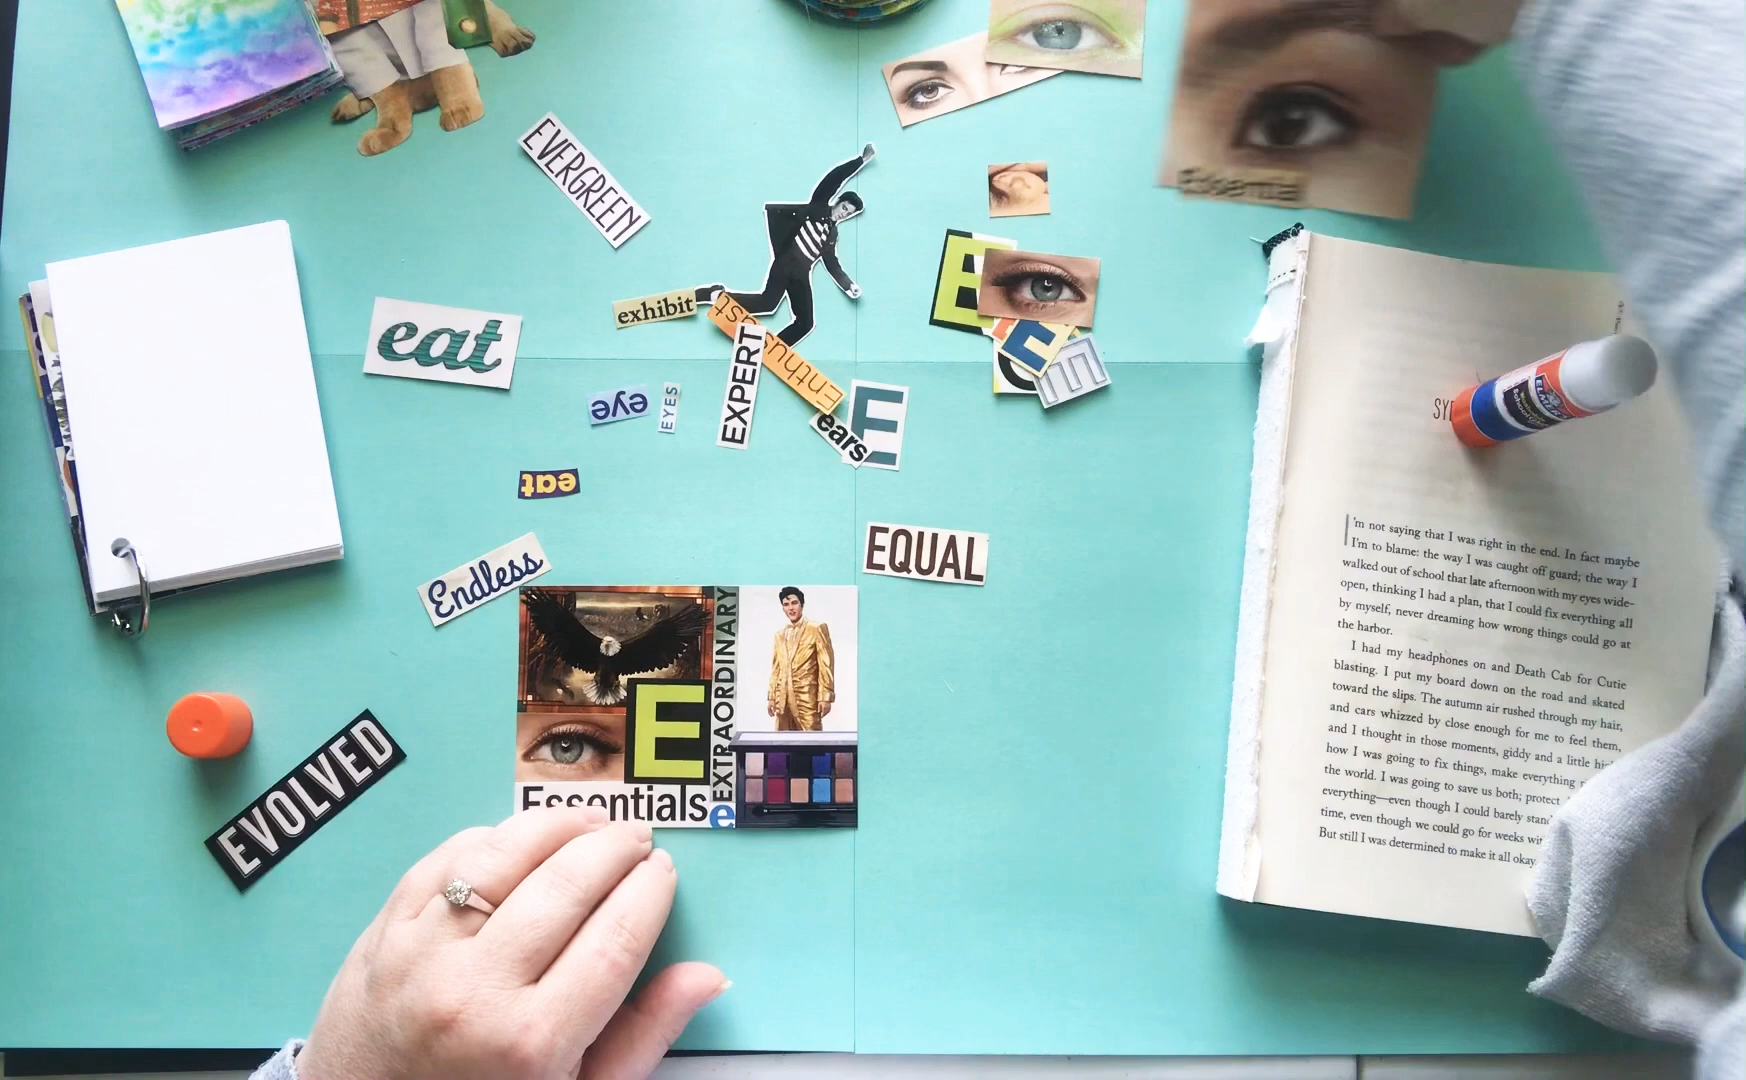 EVERGREEN
exhibit
eat
eye
EYES
EXPERT
Enthusiast
E
E
E
E
ears
eat
Endless
EQUAL
EVOLVED
E
EXTRAORDINARY
Essentials
e
Essential
ELMER'S
SYD
I'm not saying that I was right in the end. In fact maybe
I'm to blame: the way I was caught off guard; the way I
walked out of school that late afternoon with my eyes wide-
open, thinking I had a plan, that I could fix everything all
by myself, never dreaming how wrong things could go at
the harbor.
I had my headphones on and Death Cab for Cutie
blasting. I put my board down on the road and skated
toward the slips. The autumn air rushed through my hair,
and cars whizzed by close enough for me to feel them,
and I thought in those moments, giddy and a little
how I was going to fix things, make everything
the world. I was going to save us both; protect
everything—even though I could barely stand
time, even though we could go for weeks
But still I was determined to make it all okay.